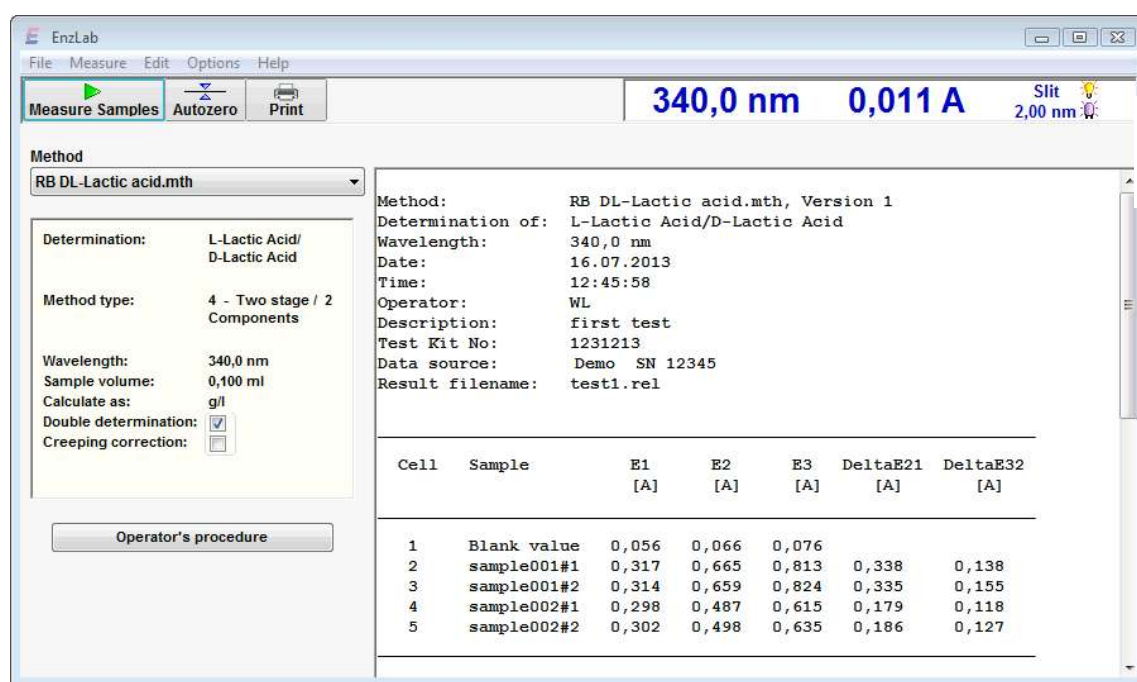 EnzLab
File Measure Edit Options Help
Measure Samples Autozero Print
340,0 nm 0,011 A Slit
2,00 nm
Method
RB DL-Lactic acid.mth
Determination: L-Lactic Acid/
D-Lactic Acid
Method type: 4 - Two stage / 2
Components
Wavelength: 340,0 nm
Sample volume: 0,100 ml
Calculate as: g/l
Double determination:
Creeping correction:
Operator's procedure
Method: RB DL-Lactic acid.mth, Version 1
Determination of: L-Lactic Acid/D-Lactic Acid
Wavelength: 340,0 nm
Date: 16.07.2013
Time: 12:45:58
Operator: WL
Description: first test
Test Kit No: 1231213
Data source: Demo SN 12345
Result filename: test1.rel
Cell Sample E1 E2 E3 DeltaE21 DeltaE32
[A] [A] [A] [A] [A]
1 Blank value 0,056 0,066 0,076
2 sample001#1 0,317 0,665 0,813 0,338 0,138
3 sample001#2 0,314 0,659 0,824 0,335 0,155
4 sample002#1 0,298 0,487 0,615 0,179 0,118
5 sample002#2 0,302 0,498 0,635 0,186 0,127